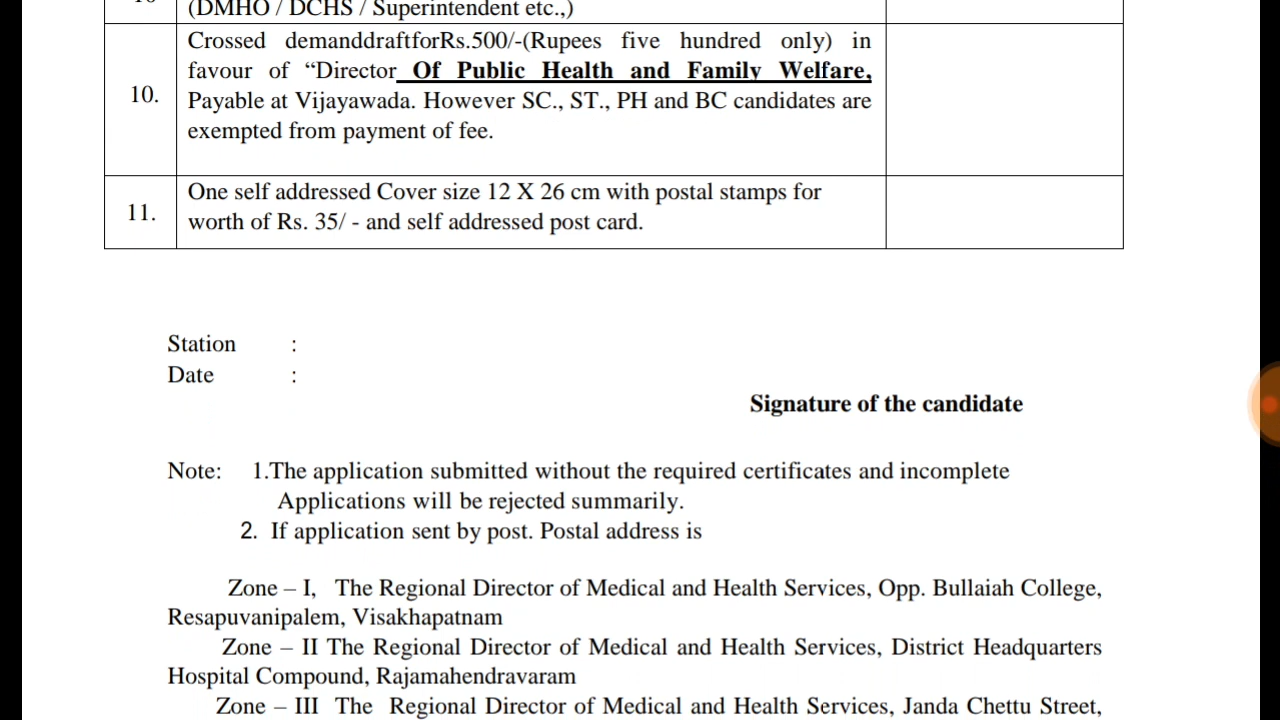 (DMHO / DCHS / Superintendent etc.,)
10.
Crossed demanddraftforRs.500/-(Rupees five hundred only) in
favour of “Director Of Public Health and Family Welfare,
Payable at Vijayawada. However SC., ST., PH and BC candidates are
exempted from payment of fee.
11.
One self addressed Cover size 12 X 26 cm with postal stamps for
worth of Rs. 35/ - and self addressed post card.
Station :
Date :
Signature of the candidate
Note: 1.The application submitted without the required certificates and incomplete
Applications will be rejected summarily.
2. If application sent by post. Postal address is
Zone – I, The Regional Director of Medical and Health Services, Opp. Bullaiah College,
Resapuvanipalem, Visakhapatnam
Zone – II The Regional Director of Medical and Health Services, District Headquarters
Hospital Compound, Rajamahendravaram
Zone – III The Regional Director of Medical and Health Services, Janda Chettu Street,